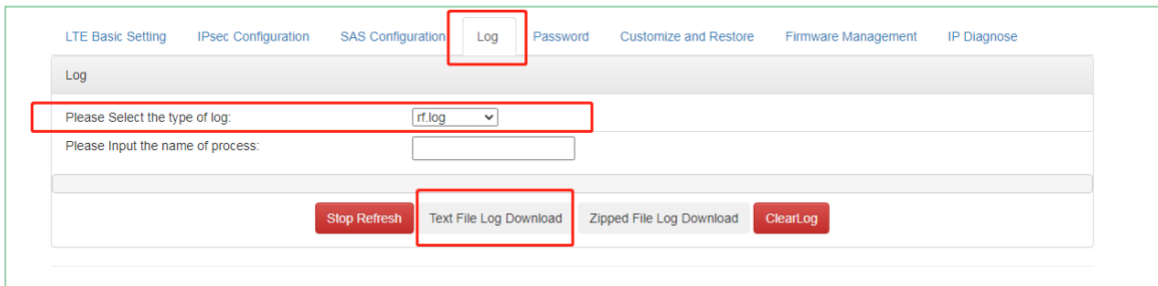 LTE Basic Setting IPsec Configuration SAS Configuration Log Password Customize and Restore Firmware Management IP Diagnose
Log
Please Select the type of log: rf.log
Please Input the name of process:
Stop Refresh Text File Log Download Zipped File Log Download ClearLog